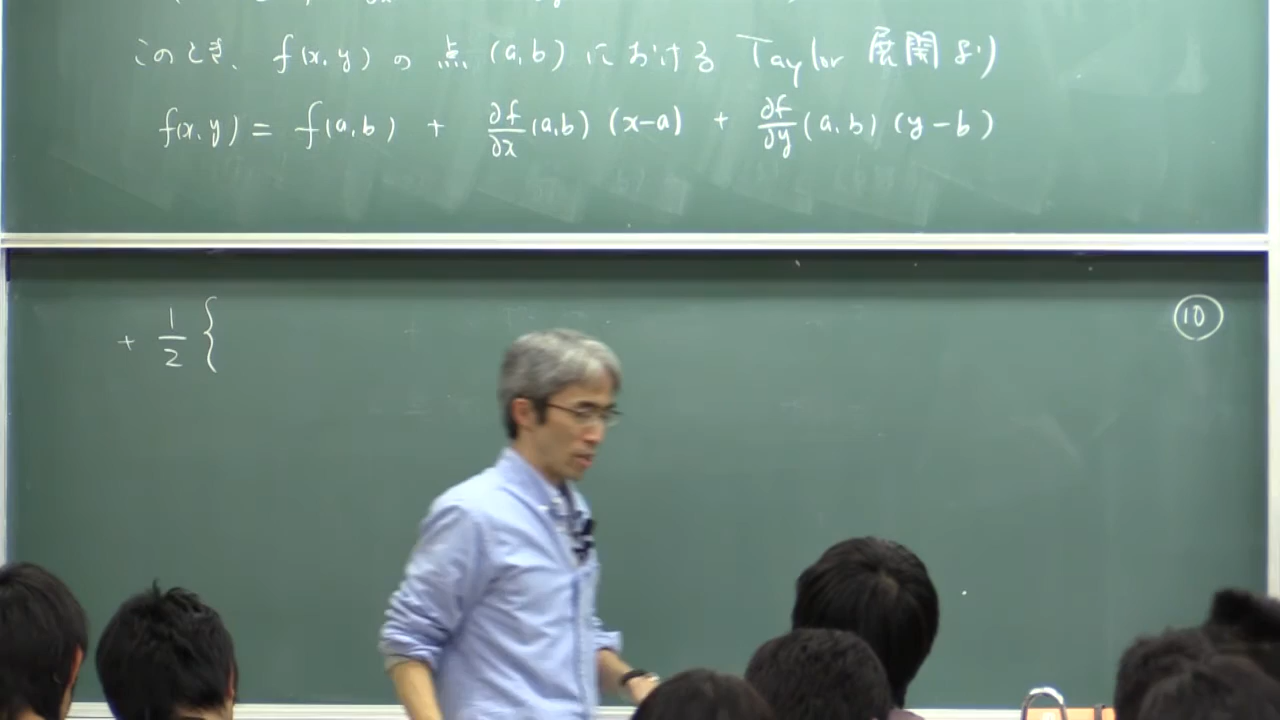 このとき、f(x,y) の 点 (a,b) における Taylor 展開より
f(x,y) = f(a,b) + ∂f/∂x (a,b) (x-a) + ∂f/∂y (a,b) (y-b)
+ 1/2 {
⑩